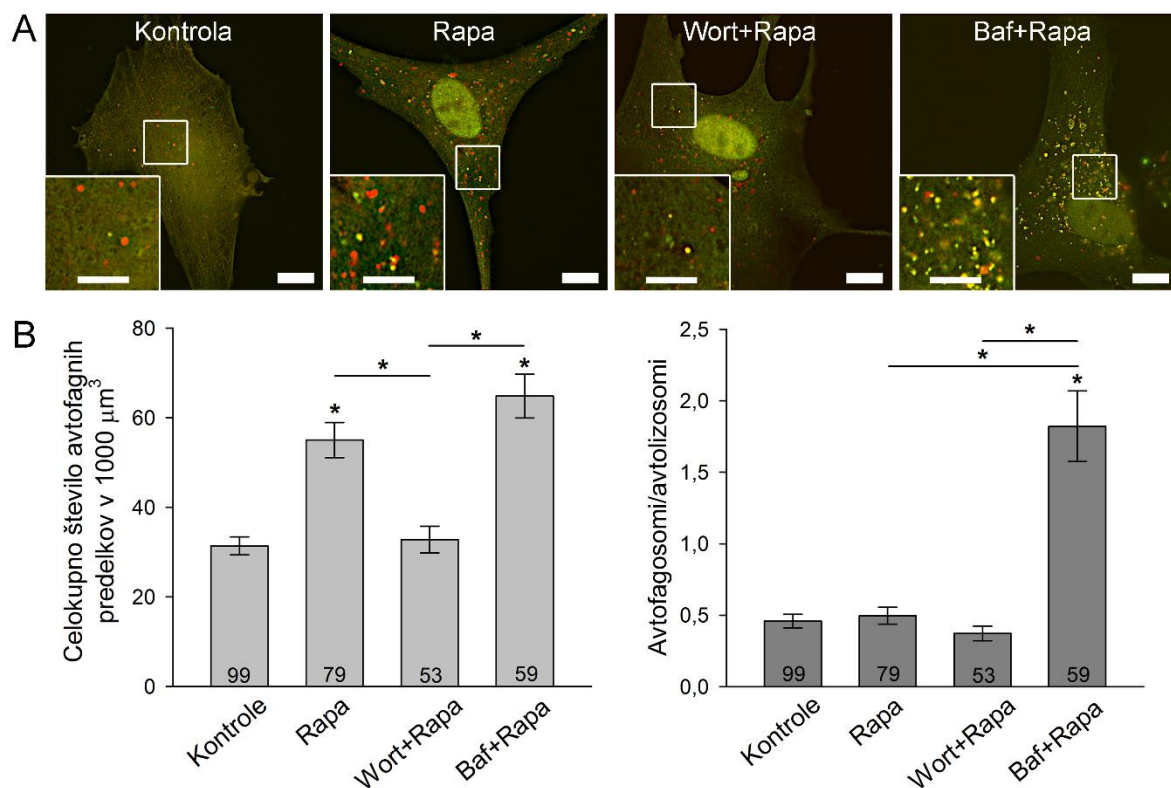 A
Kontrola
Rapa
Wort+Rapa
Baf+Rapa
B
Celokupno število avtofagnih
predelkov v 1000 μm³
80
60
40
20
0
*
*
*
*
99
79
53
59
Kontrole
Rapa
Wort+Rapa
Baf+Rapa
Avtofagosomi/avtolizosomi
2,5
2,0
1,5
1,0
0,5
0,0
*
*
*
99
79
53
59
Kontrole
Rapa
Wort+Rapa
Baf+Rapa